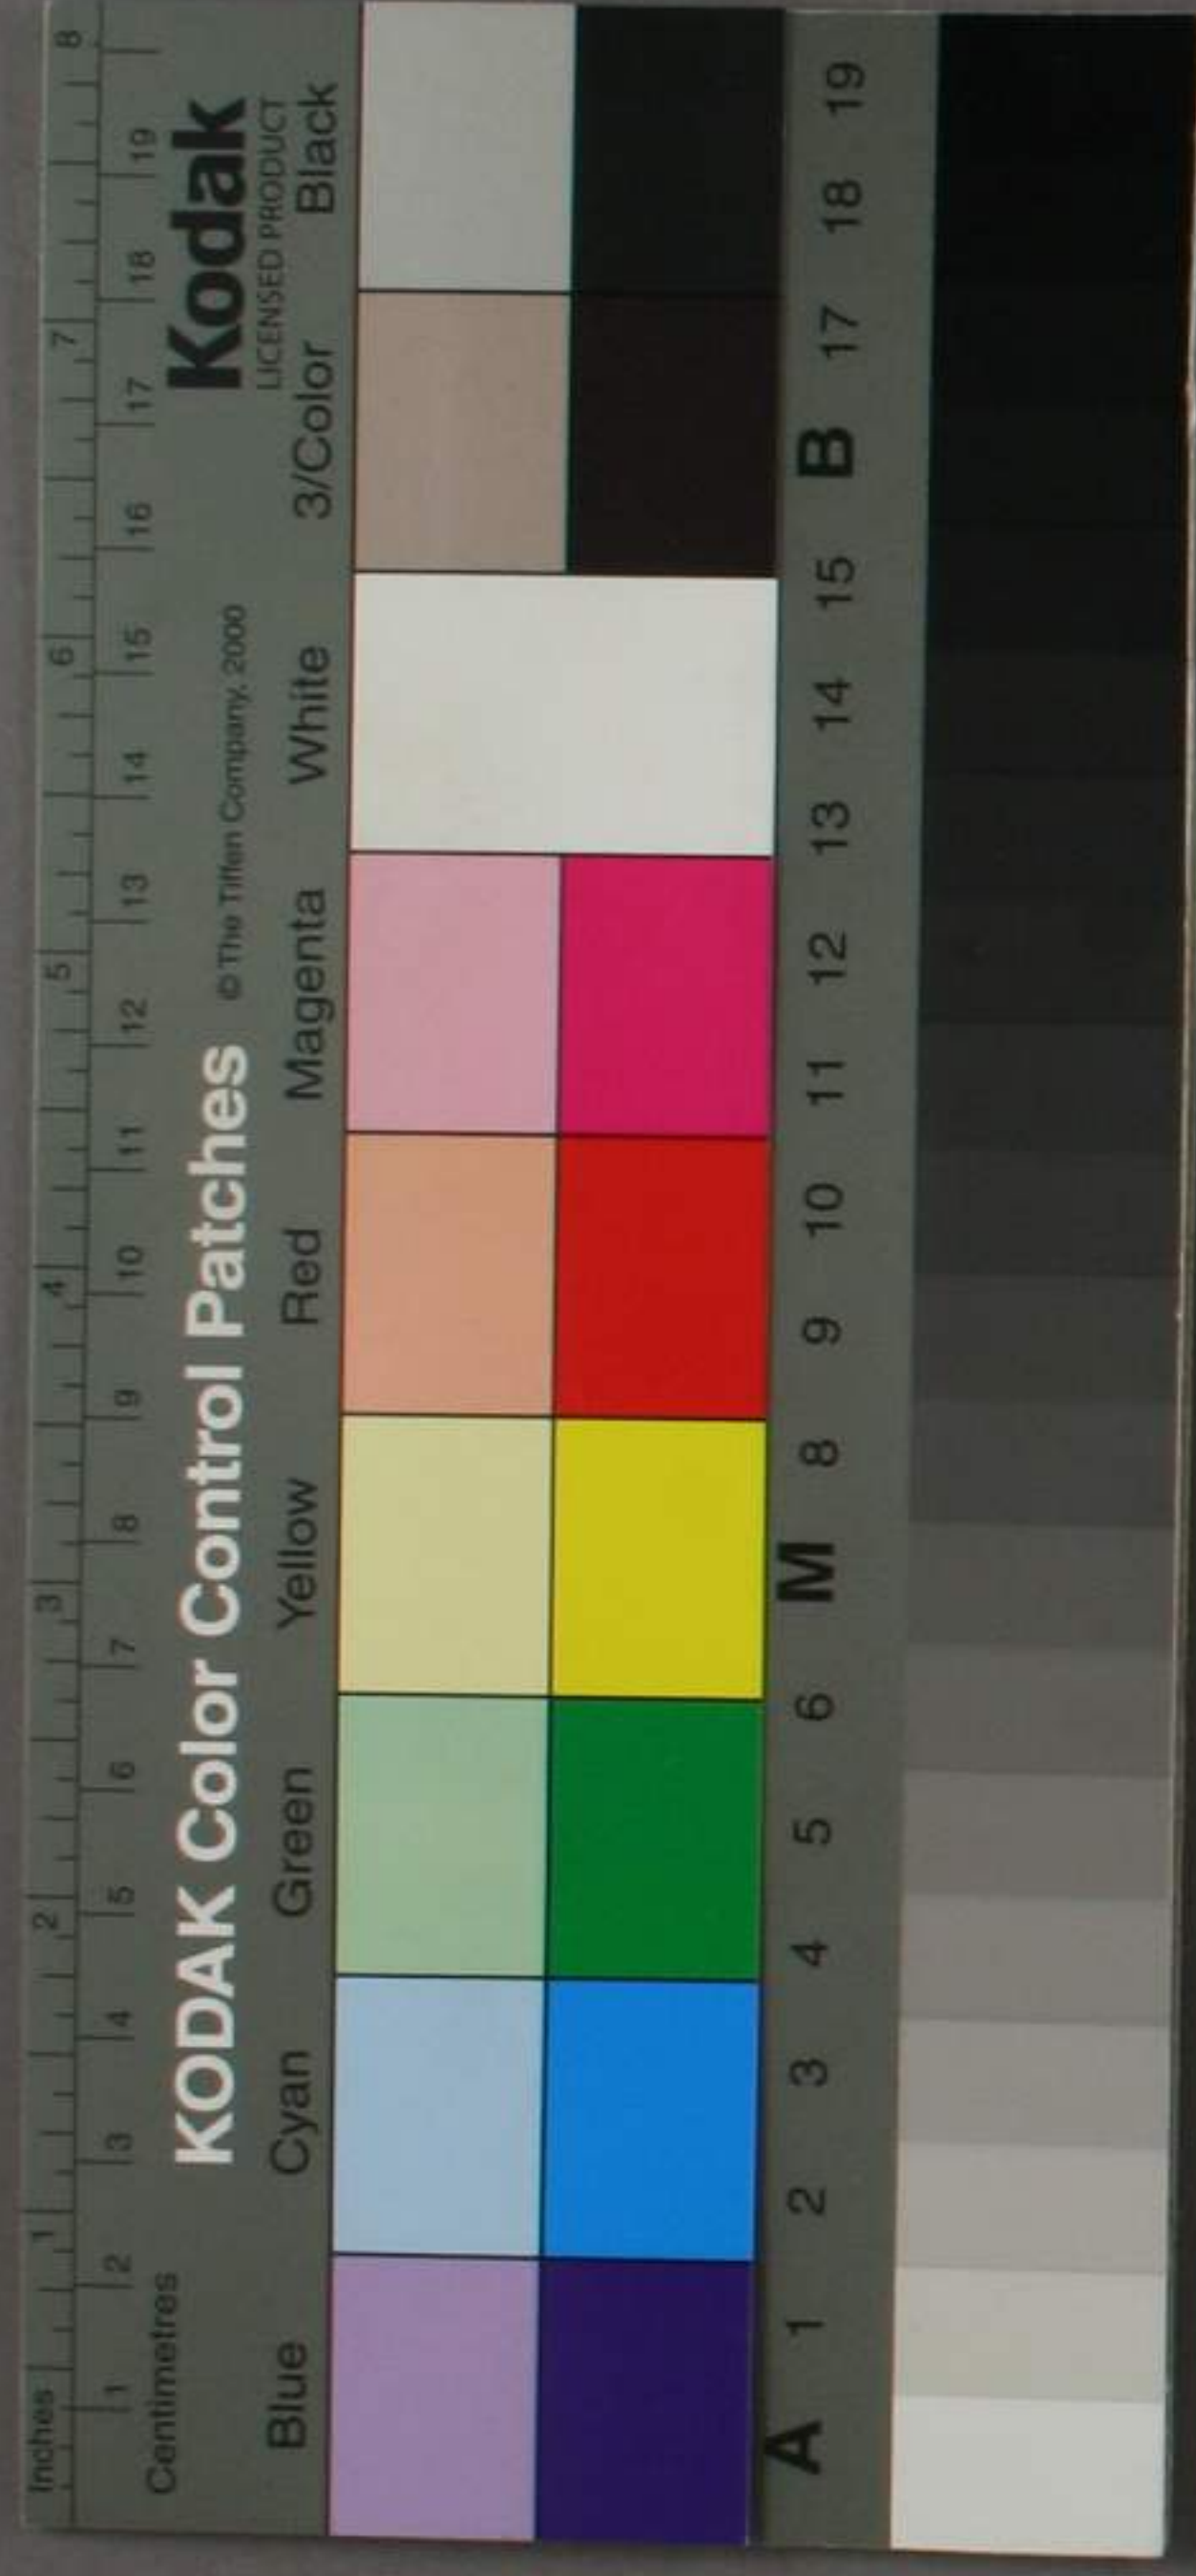 Inches 1 2 3 4 5 6 7 8
Centimetres 1 2 3 4 5 6 7 8 9 10 11 12 13 14 15 16 17 18 19
KODAK Color Control Patches © The Tiffen Company, 2000 Kodak
LICENSED PRODUCT
Blue Cyan Green Yellow Red Magenta White 3/Color Black
A 1 2 3 4 5 6 M 8 9 10 11 12 13 14 15 B 17 18 19